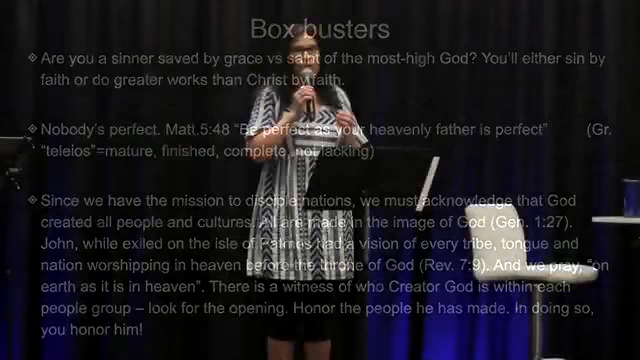 Box busters
❖ Are you a sinner saved by grace vs saint of the most-high God? You'll either sin by
faith or do greater works than Christ by faith.
❖ Nobody's perfect. Matt.5:48 "Be perfect as your heavenly father is perfect" (Gr.
"teleios"=mature, finished, complete, not lacking)
❖ Since we have the mission to disciple nations, we must acknowledge that God
created all people and cultures. All are made in the image of God (Gen. 1:27).
John, while exiled on the isle of Patmos had a vision of every tribe, tongue and
nation worshipping in heaven before the throne of God (Rev. 7:9). And we pray, "on
earth as it is in heaven". There is a witness of who Creator God is within each
people group – look for the opening. Honor the people he has made. In doing so,
you honor him!